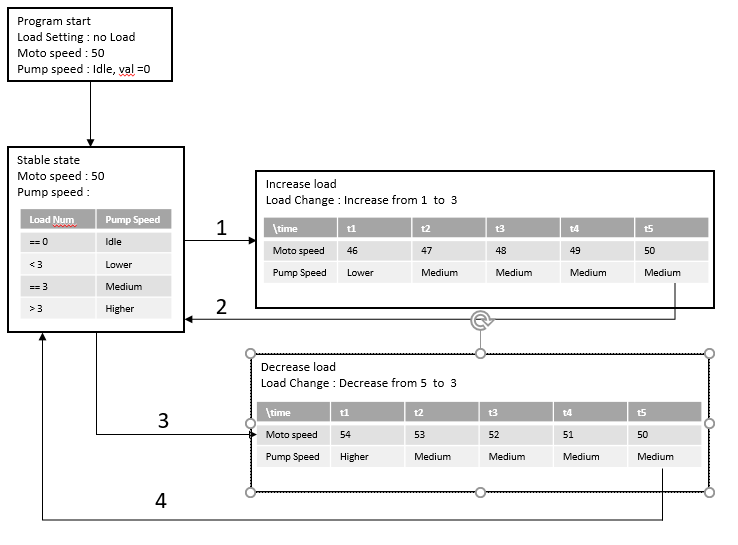 Program start
Load Setting : no Load
Moto speed : 50
Pump speed : Idle, val =0
Stable state
Moto speed : 50
Pump speed :
Load Num Pump Speed
== 0 Idle
< 3 Lower
== 3 Medium
> 3 Higher
1
Increase load
Load Change : Increase from 1 to 3
\time t1 t2 t3 t4 t5
Moto speed 46 47 48 49 50
Pump Speed Lower Medium Medium Medium Medium
2
Decrease load
Load Change : Decrease from 5 to 3
\time t1 t2 t3 t4 t5
Moto speed 54 53 52 51 50
Pump Speed Higher Medium Medium Medium Medium
3
4